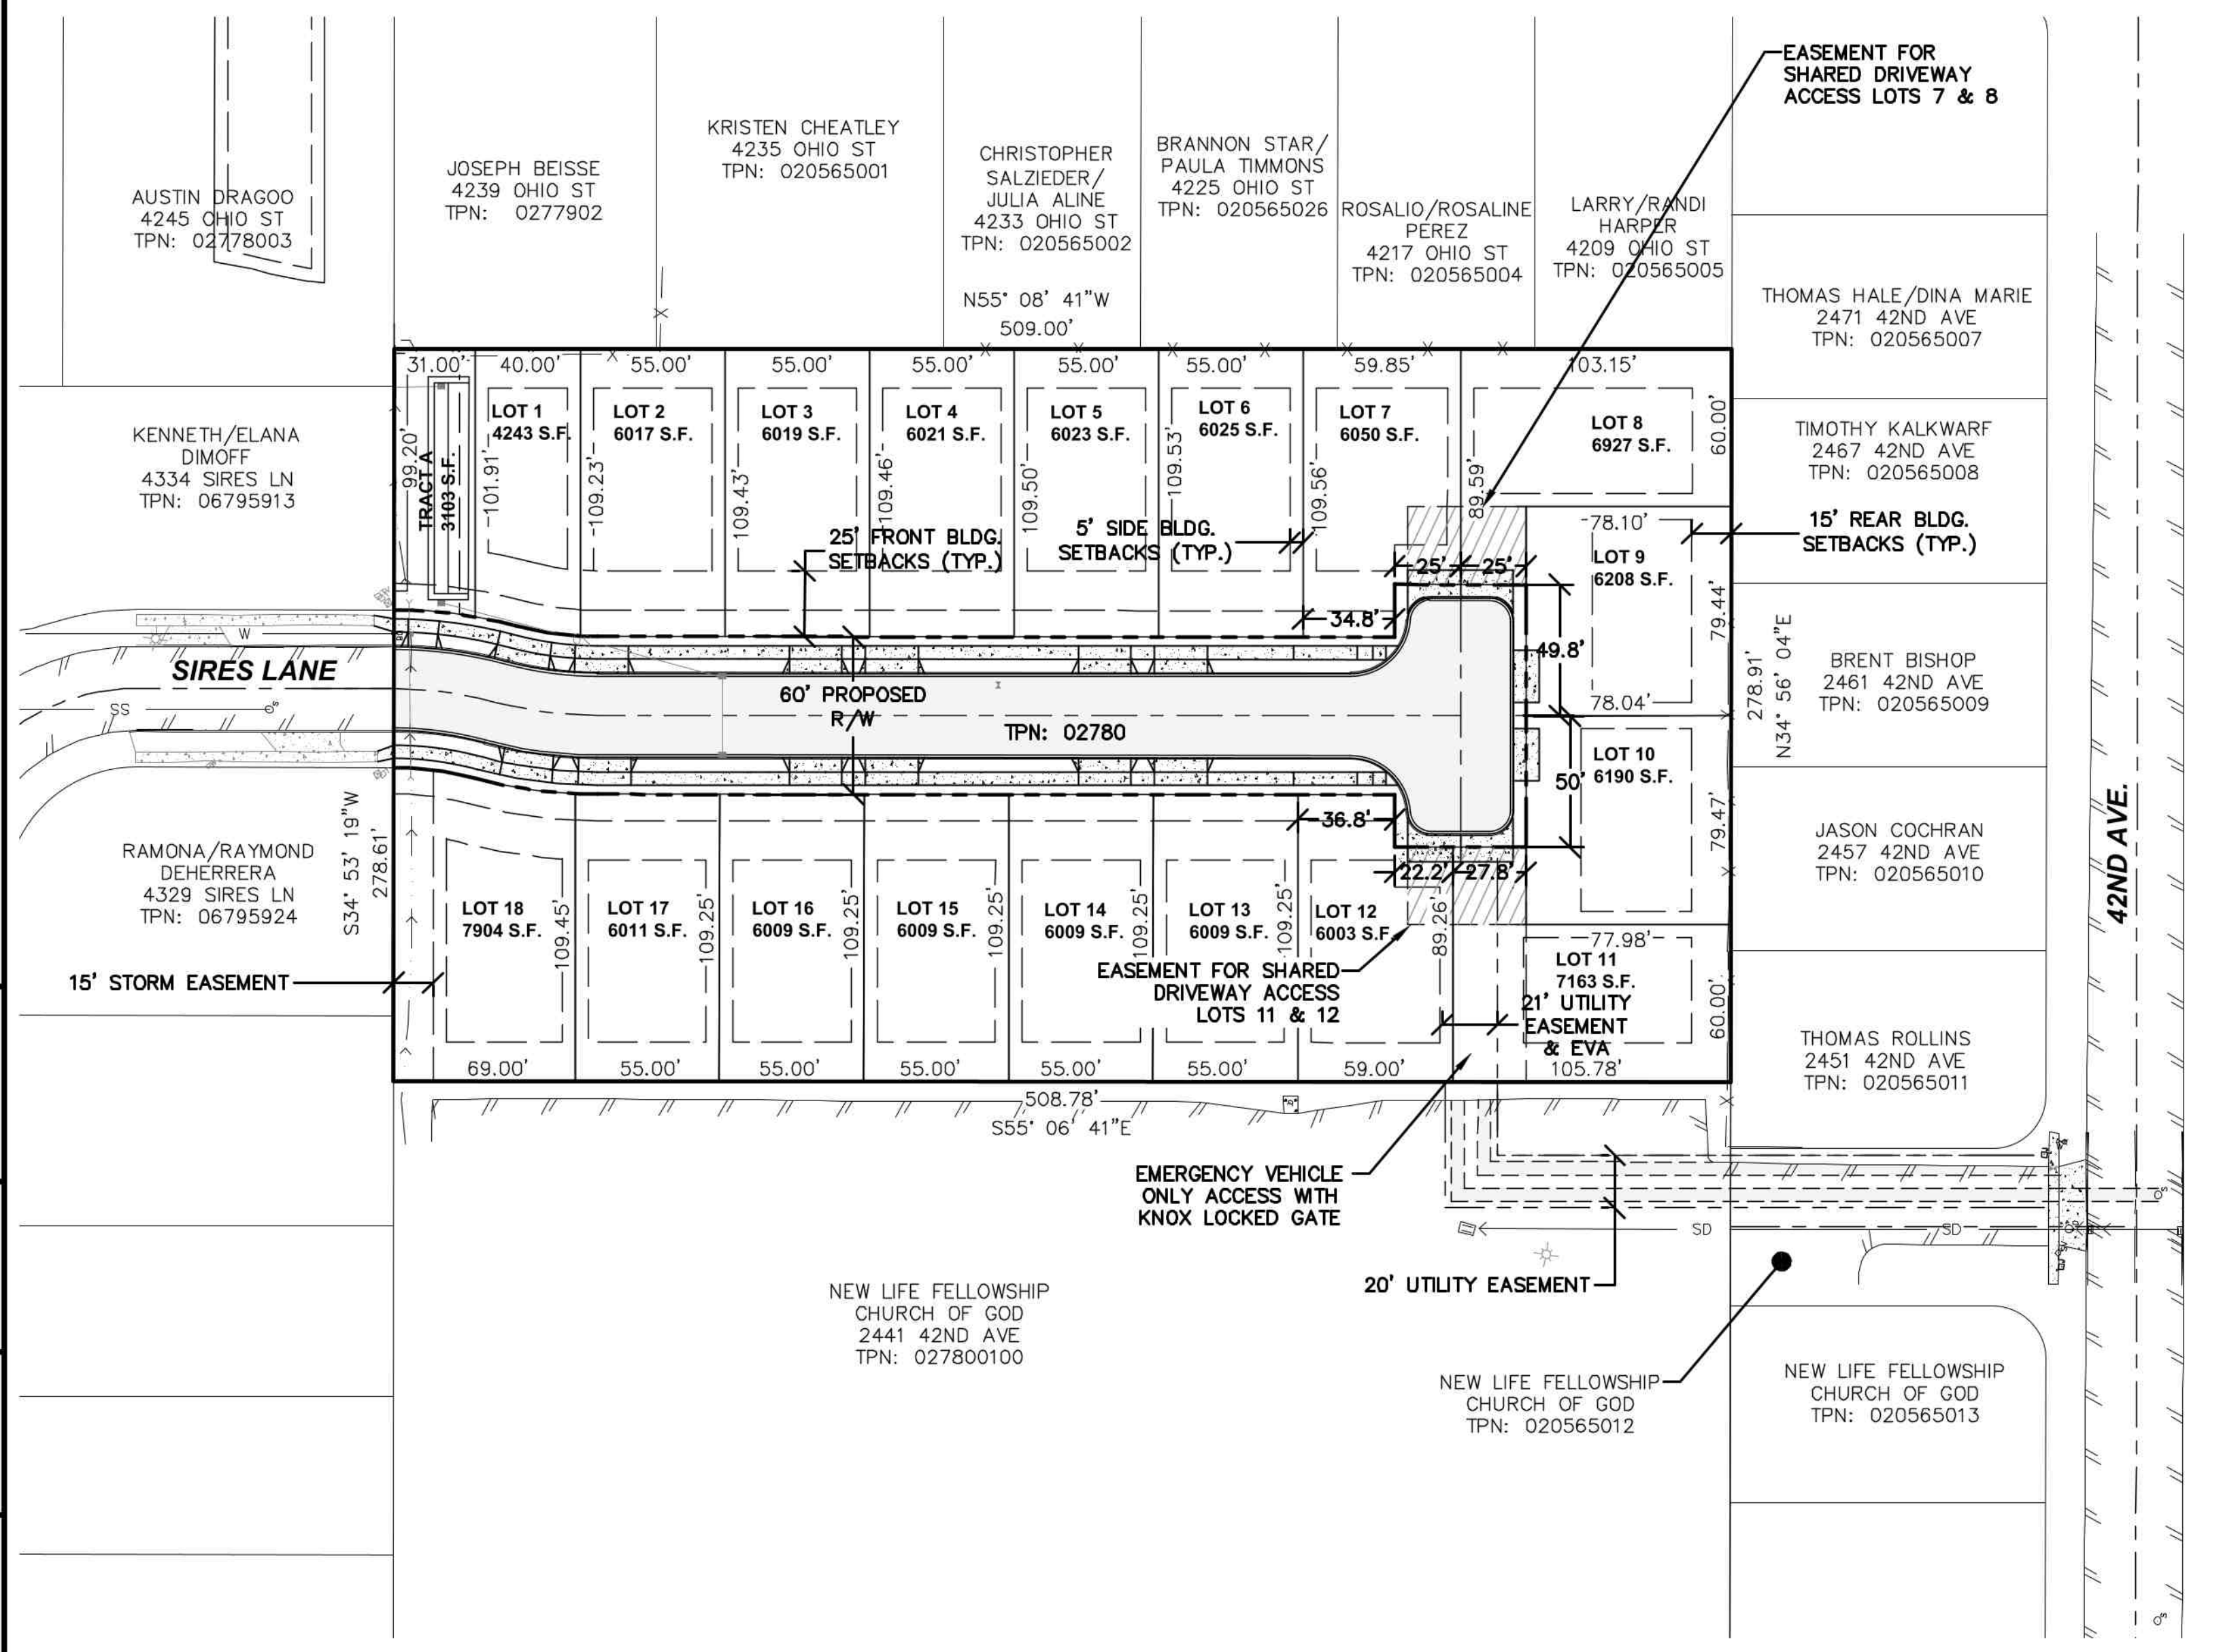 EASEMENT FOR
SHARED DRIVEWAY
ACCESS LOTS 7 & 8
AUSTIN DRAGOO
4245 OHIO ST
TPN: 02778003
JOSEPH BEISSE
4239 OHIO ST
TPN: 0277902
KRISTEN CHEATLEY
4235 OHIO ST
TPN: 020565001
CHRISTOPHER
SALZIEDER/
JULIA ALINE
4233 OHIO ST
TPN: 020565002
BRANNON STAR/
PAULA TIMMONS
4225 OHIO ST
TPN: 020565026
ROSALIO/ROSALINE
PEREZ
4217 OHIO ST
TPN: 020565004
LARRY/RANDI
HARPER
4209 OHIO ST
TPN: 020565005
THOMAS HALE/DINA MARIE
2471 42ND AVE
TPN: 020565007
N55° 08' 41"W
509.00'
31.00'
40.00'
55.00'
55.00'
55.00'
55.00'
55.00'
59.85'
103.15'
KENNETH/ELANA
DIMOFF
4334 SIRES LN
TPN: 06795913
99.20'
TRACT A
3103 S.F.
LOT 1
4243 S.F.
101.91'
LOT 2
6017 S.F.
109.23'
LOT 3
6019 S.F.
109.43'
LOT 4
6021 S.F.
109.46'
LOT 5
6023 S.F.
109.50'
LOT 6
6025 S.F.
109.53'
LOT 7
6050 S.F.
109.56'
LOT 8
6927 S.F.
89.59'
60.00'
TIMOTHY KALKWARF
2467 42ND AVE
TPN: 020565008
25' FRONT BLDG.
SETBACKS (TYP.)
5' SIDE BLDG.
SETBACKS (TYP.)
15' REAR BLDG.
SETBACKS (TYP.)
78.10'
LOT 9
6208 S.F.
79.44'
25'
25'
34.8'
49.8'
78.04'
278.91'
N34° 56' 04"E
BRENT BISHOP
2461 42ND AVE
TPN: 020565009
SIRES LANE
W
SS
60' PROPOSED
R/W
TPN: 02780
LOT 10
6190 S.F.
50'
79.47'
36.8'
22.2'
27.8'
JASON COCHRAN
2457 42ND AVE
TPN: 020565010
42ND AVE.
RAMONA/RAYMOND
DEHERRERA
4329 SIRES LN
TPN: 06795924
S34° 53' 19"W
278.61'
15' STORM EASEMENT
LOT 18
7904 S.F.
109.45'
LOT 17
6011 S.F.
109.25'
LOT 16
6009 S.F.
109.25'
LOT 15
6009 S.F.
109.25'
LOT 14
6009 S.F.
109.25'
LOT 13
6009 S.F.
109.25'
LOT 12
6003 S.F.
89.26'
77.98'
LOT 11
7163 S.F.
60.00'
EASEMENT FOR SHARED
DRIVEWAY ACCESS
LOTS 11 & 12
21' UTILITY
EASEMENT
& EVA
69.00'
55.00'
55.00'
55.00'
55.00'
55.00'
59.00'
105.78'
508.78'
S55° 06' 41"E
THOMAS ROLLINS
2451 42ND AVE
TPN: 020565011
EMERGENCY VEHICLE
ONLY ACCESS WITH
KNOX LOCKED GATE
SD
SD
20' UTILITY EASEMENT
NEW LIFE FELLOWSHIP
CHURCH OF GOD
2441 42ND AVE
TPN: 027800100
NEW LIFE FELLOWSHIP
CHURCH OF GOD
TPN: 020565012
NEW LIFE FELLOWSHIP
CHURCH OF GOD
TPN: 020565013